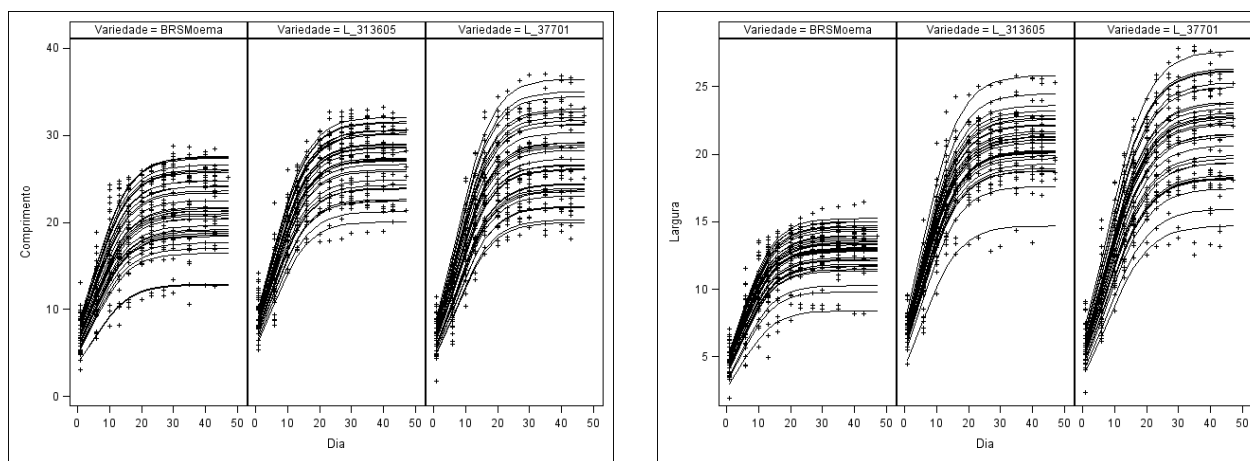 Variedade = BRSMoema
Variedade = L_313605
Variedade = L_37701
40
30
20
10
0
Comprimento
0 10 20 30 40 50 0 10 20 30 40 50 0 10 20 30 40 50
Dia
Variedade = BRSMoema
Variedade = L_313605
Variedade = L_37701
25
20
15
10
5
Largura
0 10 20 30 40 50 0 10 20 30 40 50 0 10 20 30 40 50
Dia